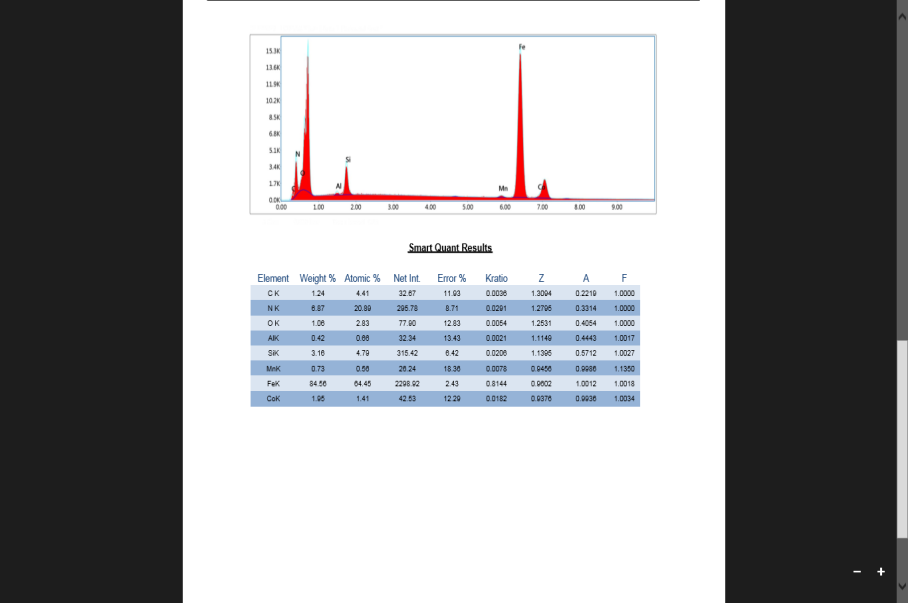 15.3K
13.6K
11.9K
10.2K
8.5K
6.8K
5.1K
3.4K
1.7K
0.0K
Fe
N
O
C
Al
Si
Mn
Co
0.00 1.00 2.00 3.00 4.00 5.00 6.00 7.00 8.00 9.00
Smart Quant Results
Element Weight % Atomic % Net Int. Error % Kratio Z A F
C K 1.24 4.41 32.67 11.93 0.0036 1.3094 0.2219 1.0000
N K 6.87 20.89 295.78 8.71 0.0291 1.2795 0.3314 1.0000
O K 1.06 2.83 77.90 12.83 0.0054 1.2531 0.4054 1.0000
AlK 0.42 0.66 32.34 13.43 0.0021 1.1149 0.4443 1.0017
SiK 3.16 4.79 315.42 6.42 0.0206 1.1395 0.5712 1.0027
MnK 0.73 0.56 26.24 18.36 0.0078 0.9456 0.9986 1.1350
FeK 84.56 64.45 2298.92 2.43 0.8144 0.9602 1.0012 1.0018
CoK 1.95 1.41 42.53 12.29 0.0182 0.9376 0.9936 1.0034